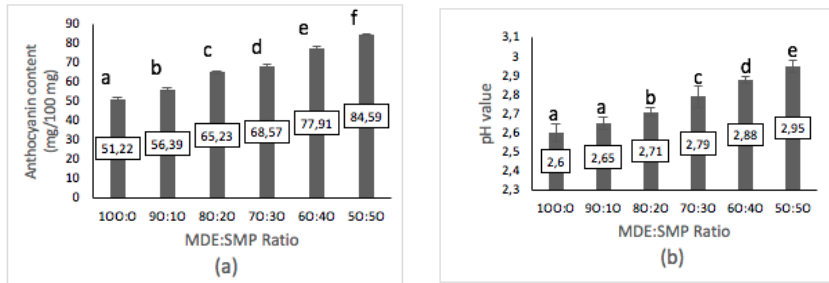 Anthocyanin content
(mg/100 mg)
90
80
70
60
50
40
30
20
10
0
a
b
c
d
e
f
51,22
56,39
65,23
68,57
77,91
84,59
100:0 90:10 80:20 70:30 60:40 50:50
MDE:SMP Ratio
(a)
pH value
3,1
3
2,9
2,8
2,7
2,6
2,5
2,4
2,3
a
a
b
c
d
e
2,6
2,65
2,71
2,79
2,88
2,95
100:0 90:10 80:20 70:30 60:40 50:50
MDE:SMP Ratio
(b)